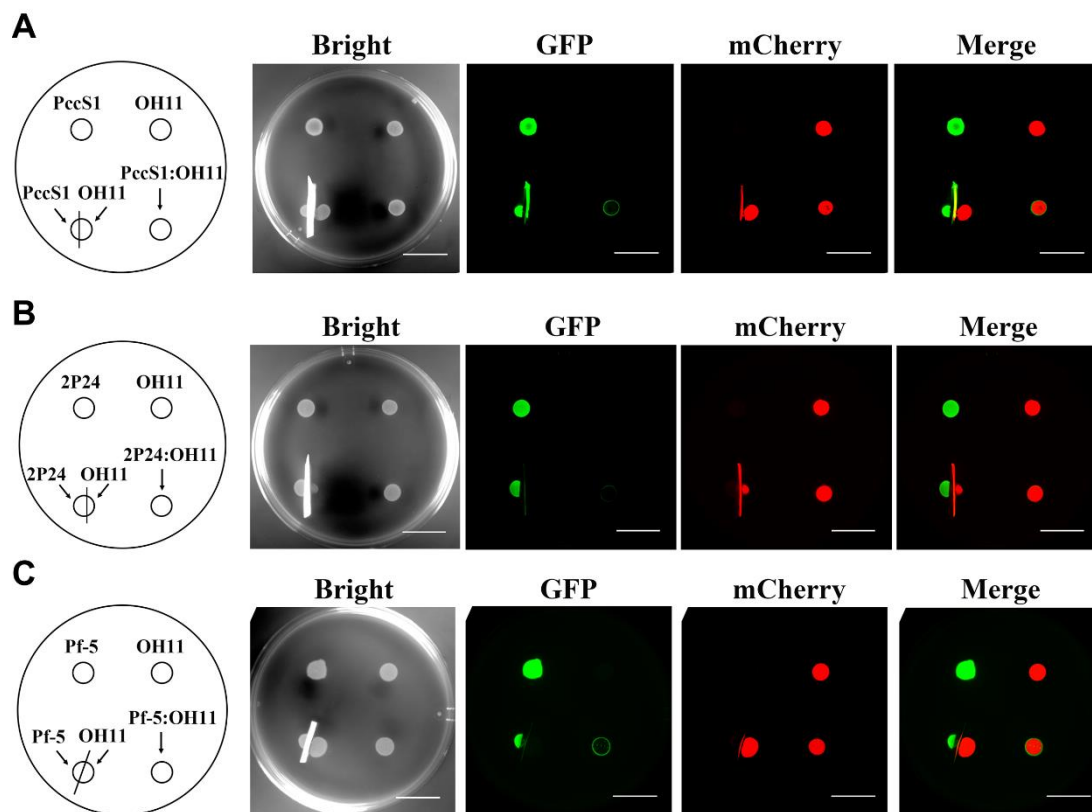 A
Bright GFP mCherry Merge
PccS1 OH11
PccS1:OH11
PccS1 OH11
B
Bright GFP mCherry Merge
2P24 OH11
2P24:OH11
2P24 OH11
C
Bright GFP mCherry Merge
Pf-5 OH11
Pf-5:OH11
Pf-5 OH11